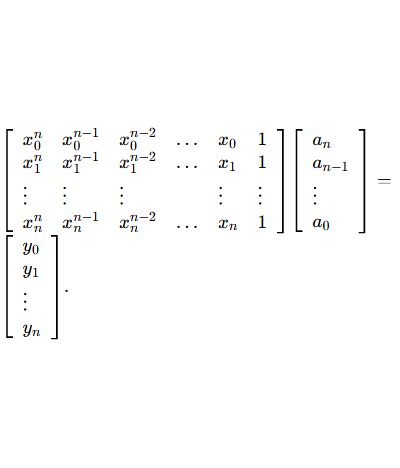 \begin{bmatrix} x_0^n & x_0^{n-1} & x_0^{n-2} & \dots & x_0 & 1 \\ x_1^n & x_1^{n-1} & x_1^{n-2} & \dots & x_1 & 1 \\ \vdots & \vdots & \vdots & & \vdots & \vdots \\ x_n^n & x_n^{n-1} & x_n^{n-2} & \dots & x_n & 1 \end{bmatrix} \begin{bmatrix} a_n \\ a_{n-1} \\ \vdots \\ a_0 \end{bmatrix} =
\begin{bmatrix} y_0 \\ y_1 \\ \vdots \\ y_n \end{bmatrix}.